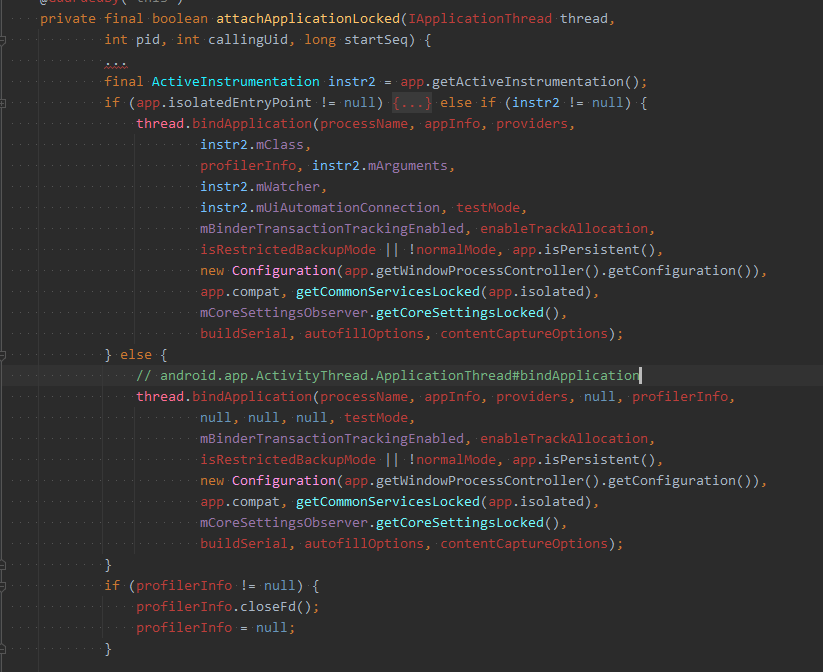 @GuardedBy("this")
private final boolean attachApplicationLocked(IApplicationThread thread,
int pid, int callingUid, long startSeq) {
...
final ActiveInstrumentation instr2 = app.getActiveInstrumentation();
if (app.isolatedEntryPoint != null) {...} else if (instr2 != null) {
thread.bindApplication(processName, appInfo, providers,
instr2.mClass,
profilerInfo, instr2.mArguments,
instr2.mWatcher,
instr2.mUiAutomationConnection, testMode,
mBinderTransactionTrackingEnabled, enableTrackAllocation,
isRestrictedBackupMode || !normalMode, app.isPersistent(),
new Configuration(app.getWindowProcessController().getConfiguration()),
app.compat, getCommonServicesLocked(app.isolated),
mCoreSettingsObserver.getCoreSettingsLocked(),
buildSerial, autofillOptions, contentCaptureOptions);
} else {
// android.app.ActivityThread.ApplicationThread#bindApplication
thread.bindApplication(processName, appInfo, providers, null, profilerInfo,
null, null, null, testMode,
mBinderTransactionTrackingEnabled, enableTrackAllocation,
isRestrictedBackupMode || !normalMode, app.isPersistent(),
new Configuration(app.getWindowProcessController().getConfiguration()),
app.compat, getCommonServicesLocked(app.isolated),
mCoreSettingsObserver.getCoreSettingsLocked(),
buildSerial, autofillOptions, contentCaptureOptions);
}
if (profilerInfo != null) {
profilerInfo.closeFd();
profilerInfo = null;
}